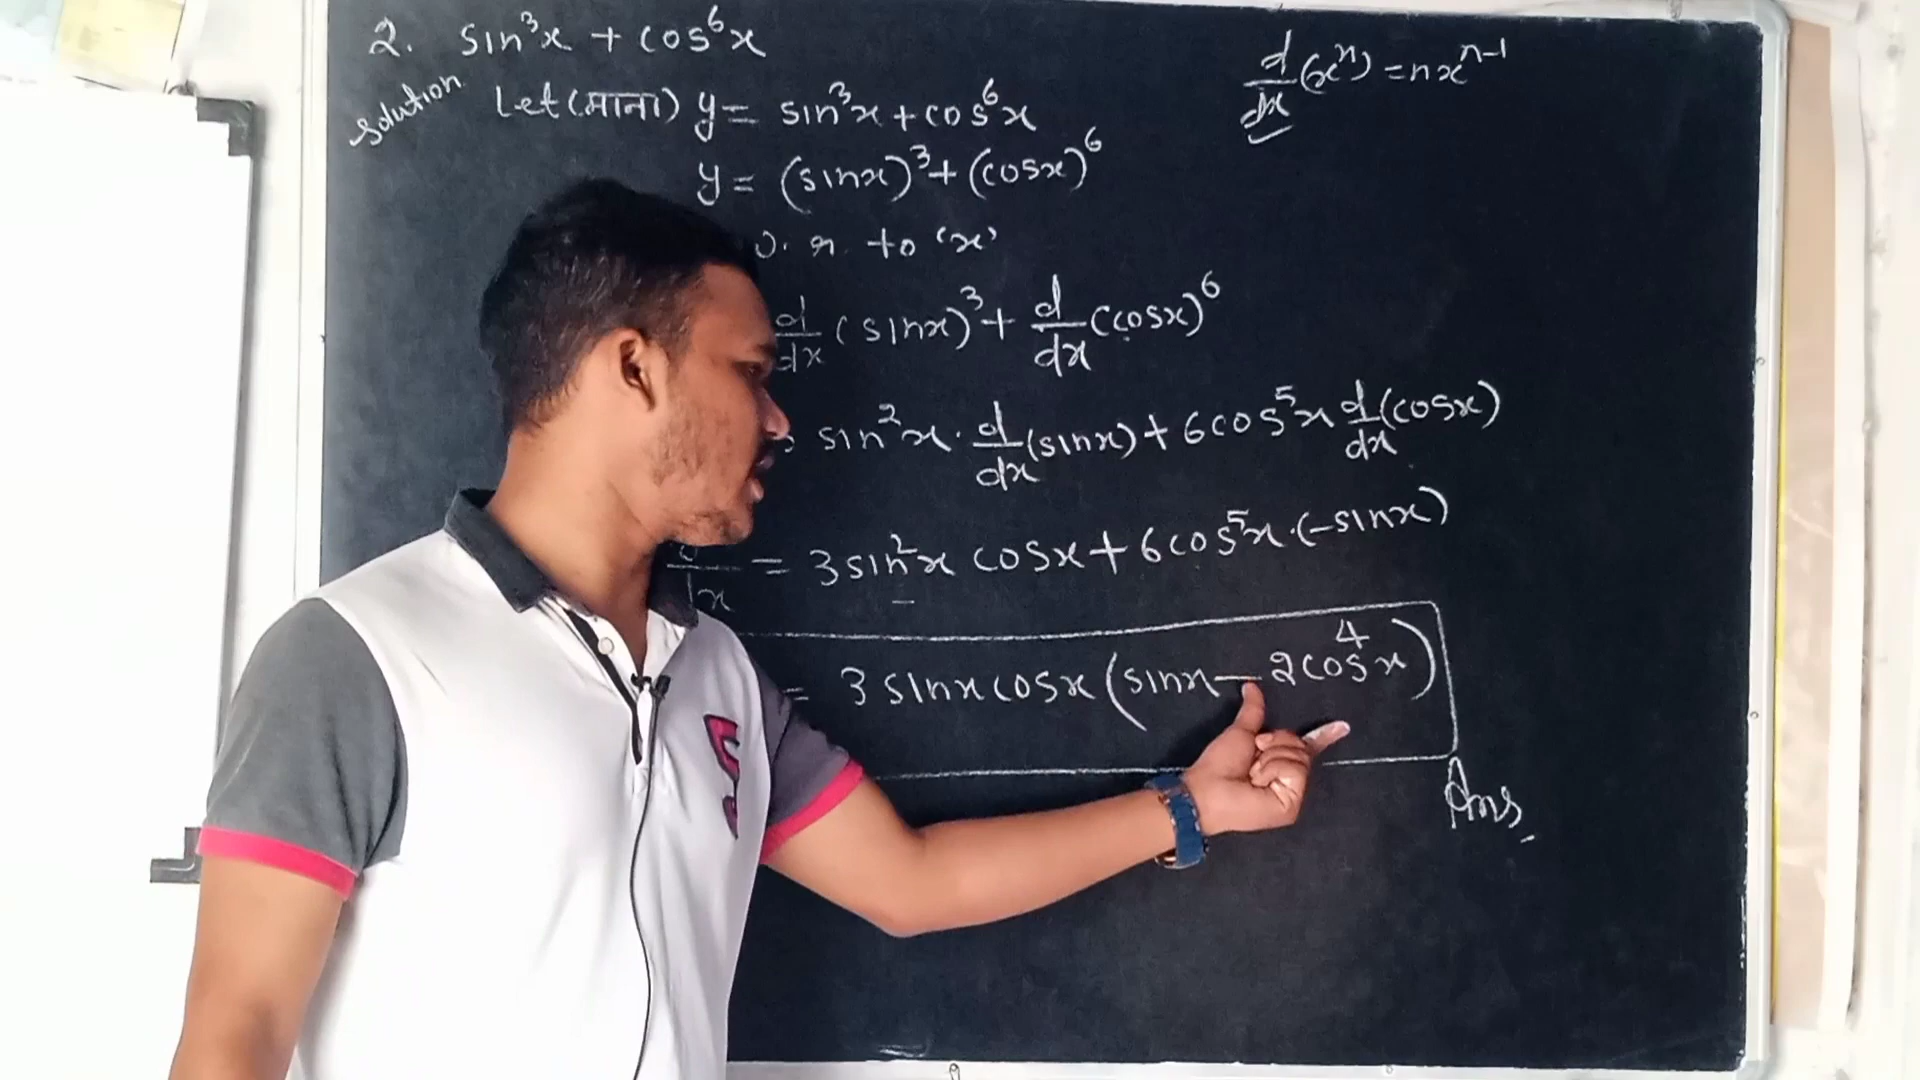 2. sin³x + cos⁶x
solution
Let (माना) y = sin³x + cos⁶x
y = (sinx)³ + (cosx)⁶
r. to 'x'
d/dx (sinx)³ + d/dx (cosx)⁶
sin²x · d/dx (sinx) + 6cos⁵x d/dx (cosx)
= 3sin²x cosx + 6cos⁵x · (-sinx)
= 3 sinx cosx (sinx - 2cos⁴x)
Ans
d/dx (xⁿ) = nxⁿ⁻¹